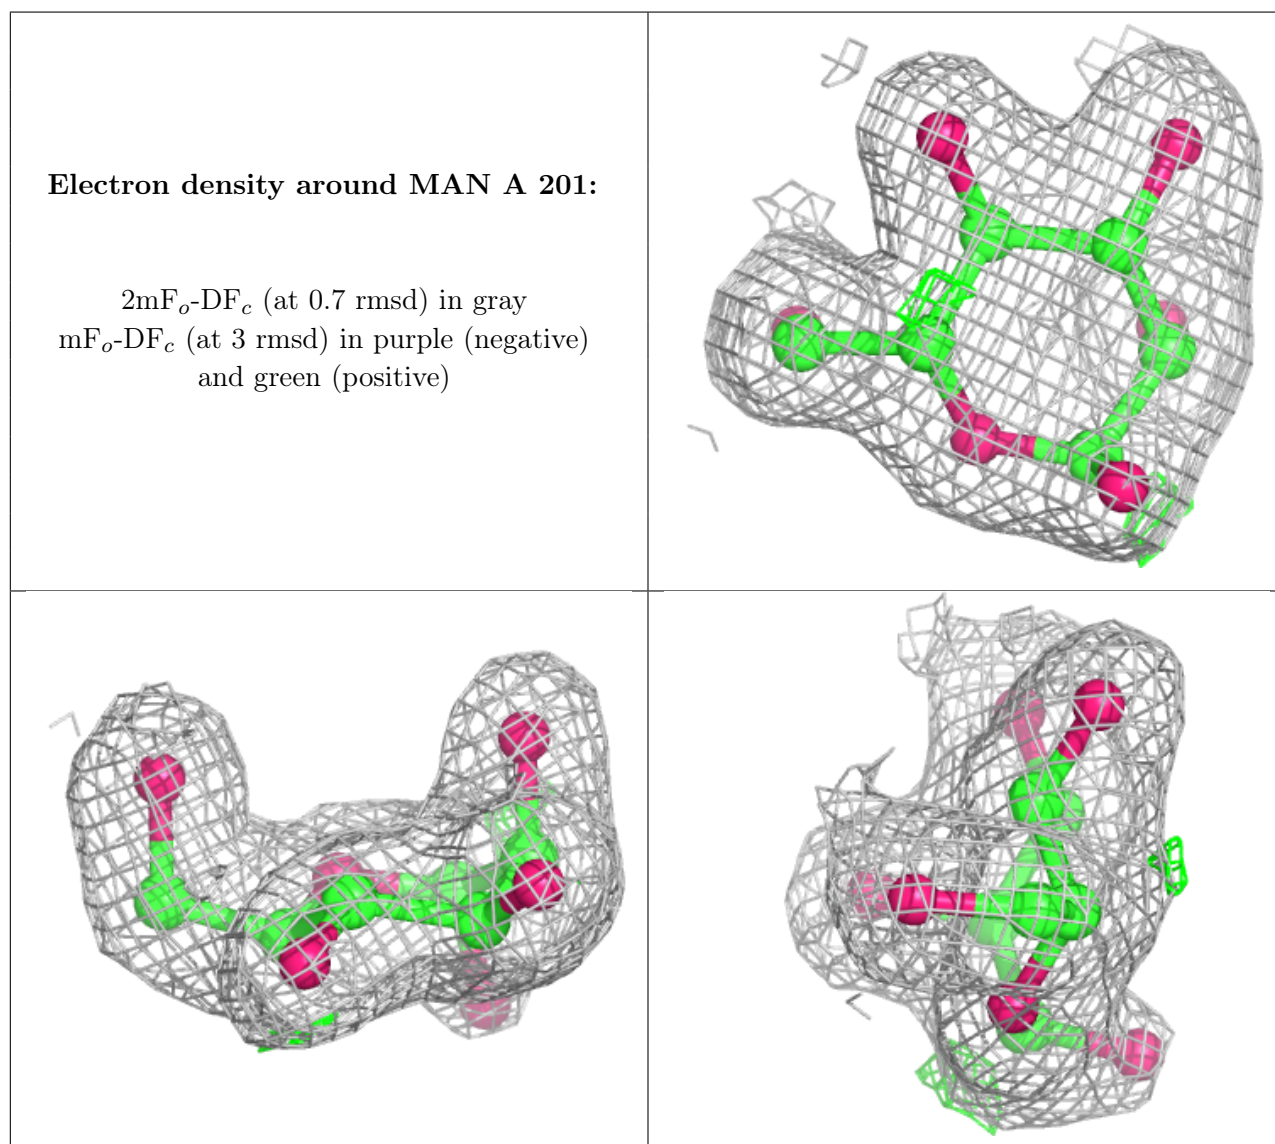 Electron density around MAN A 201:
2mFo-DFc (at 0.7 rmsd) in gray
mFo-DFc (at 3 rmsd) in purple (negative)
and green (positive)